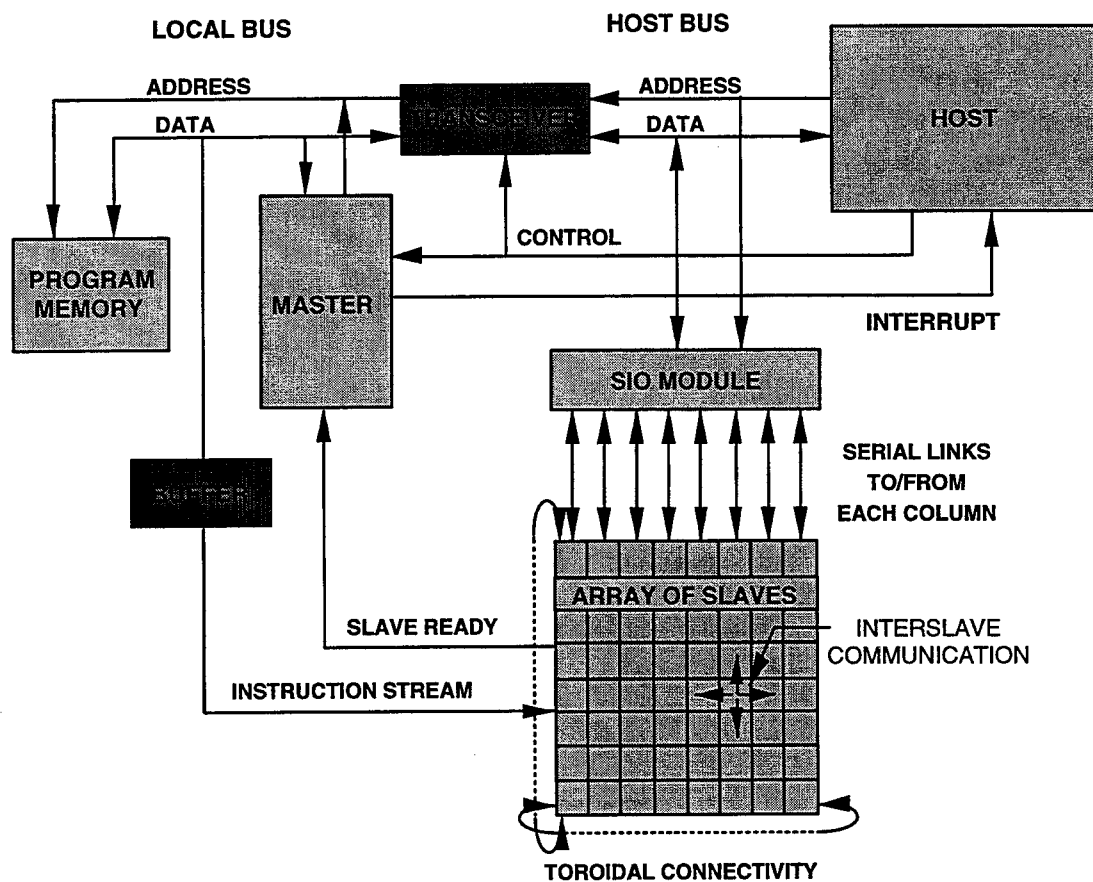 LOCAL BUS
HOST BUS
ADDRESS
TRANSCEIVER
ADDRESS
HOST
DATA
DATA
CONTROL
PROGRAM
MEMORY
MASTER
INTERRUPT
SIO MODULE
SERIAL LINKS
TO/FROM
EACH COLUMN
BUFFER
ARRAY OF SLAVES
SLAVE READY
INTERSLAVE
COMMUNICATION
INSTRUCTION STREAM
TOROIDAL CONNECTIVITY